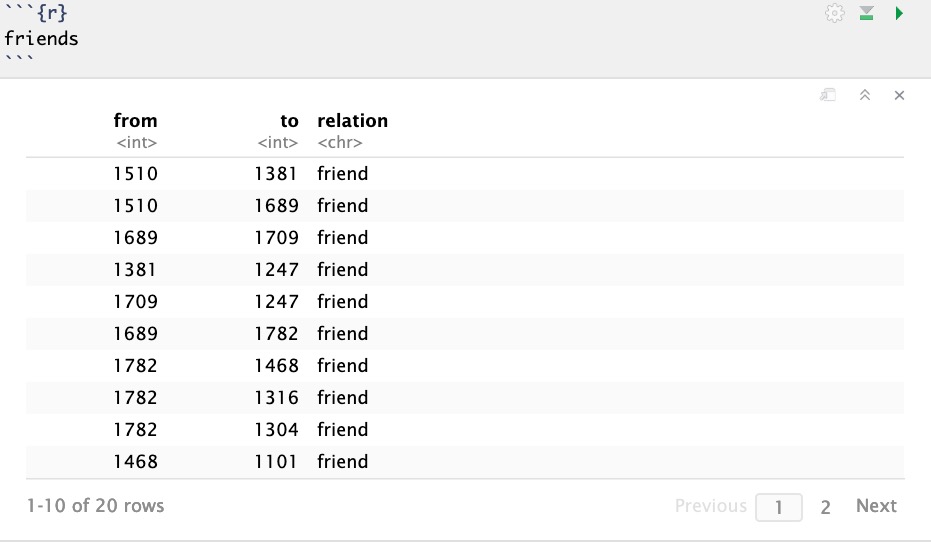 ```{r}
friends
```
from to relation
<int> <int> <chr>
1510 1381 friend
1510 1689 friend
1689 1709 friend
1381 1247 friend
1709 1247 friend
1689 1782 friend
1782 1468 friend
1782 1316 friend
1782 1304 friend
1468 1101 friend
1-10 of 20 rows Previous 1 2 Next